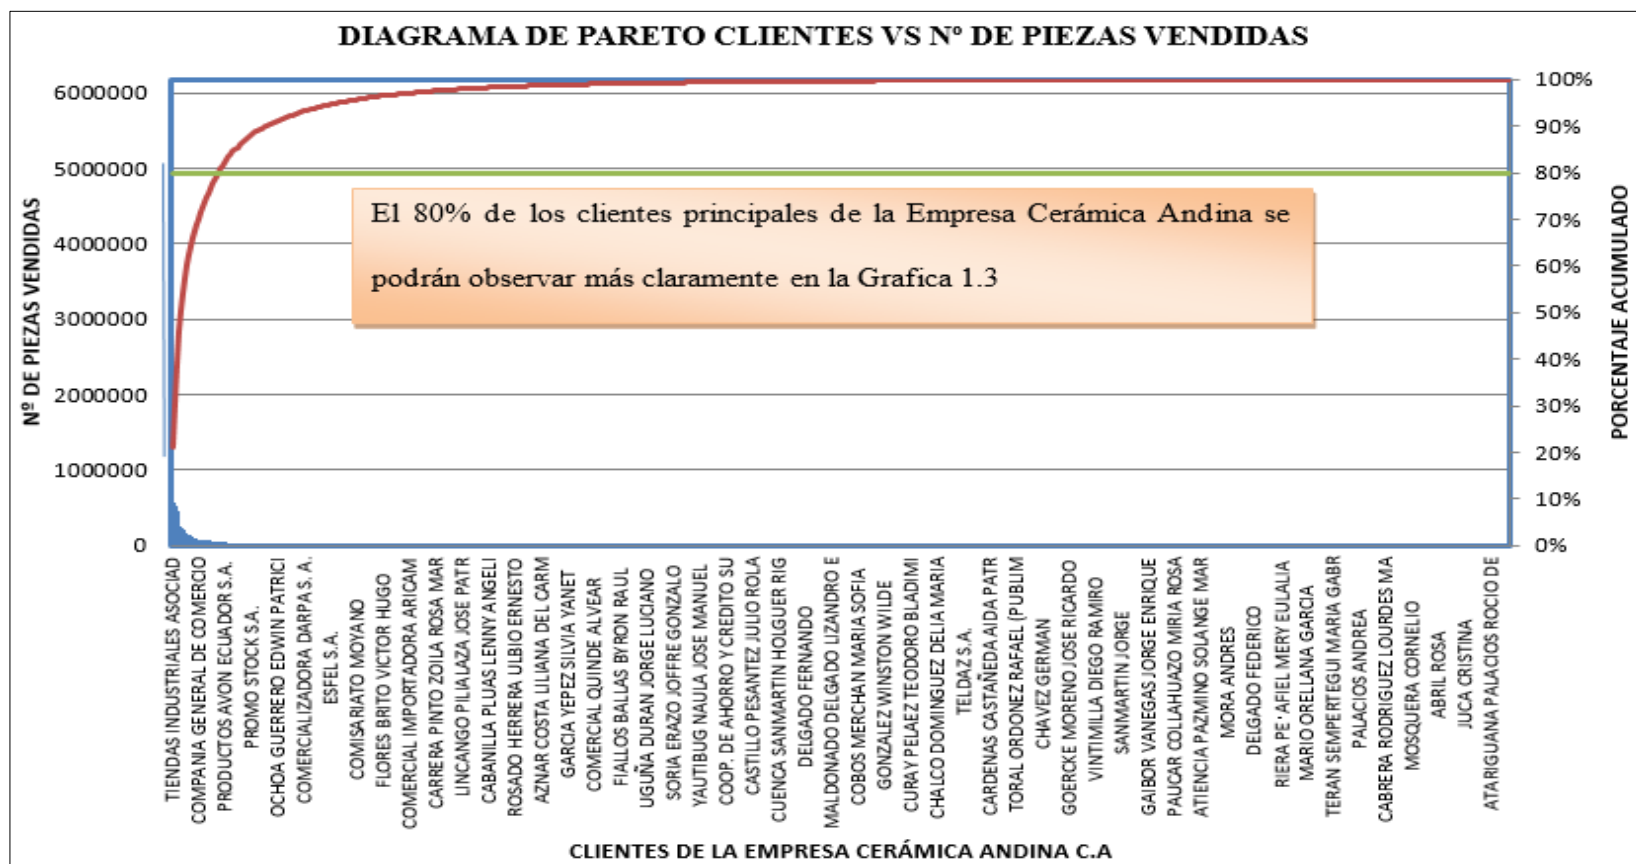 DIAGRAMA DE PARETO CLIENTES VS Nº DE PIEZAS VENDIDAS
Nº DE PIEZAS VENDIDAS
6000000
5000000
4000000
3000000
2000000
1000000
0
El 80% de los clientes principales de la Empresa Cerámica Andina se
podrán observar más claramente en la Grafica 1.3
100%
90%
80%
70%
60%
50%
40%
30%
20%
10%
0%
PORCENTAJE ACUMULADO
TIENDAS INDUSTRIALES ASOCIAD
COMPANIA GENERAL DE COMERCIO
PRODUCTOS AVON ECUADOR S.A.
PROMO STOCK S.A.
OCHOA GUERRERO EDWIN PATRICI
COMERCIALIZADORA DARPA S. A.
ESFEL S.A.
COMISARIATO MOYANO
FLORES BRITO VICTOR HUGO
COMERCIAL IMPORTADORA ARICAM
CARRERA PINTO ZOILA ROSA MAR
LINCANGO PILIALAZA JOSE PATR
CABANILLA PLUAS LENNY ANGELI
ROSADO HERRERA ULBIO ERNESTO
AZNAR COSTA LILIANA DEL CARM
GARCIA YEPEZ SILVIA YANET
COMERCIAL QUINDE ALVEAR
FIALLOS BALLAS BYRON RAUL
UGUÑA DURAN JORGE LUCIANO
SORIA ERAZO JOFFRE GONZALO
YAUTIBUG NAULA JOSE MANUEL
COOP. DE AHORRO Y CREDITO SU
CASTILLO PESANTEZ JULIO ROLA
CUENCA SANMARTIN HOLGUER RIG
DELGADO FERNANDO
MALDONADO DELGADO LIZANDRO E
COBOS MERCHAN MARIA SOFIA
GONZALEZ WINSTON WILDE
CURAY PELAEZ TEODORO BLADIMI
CHALCO DOMINGUEZ DELIA MARIA
TELDAZ S.A.
CARDENAS CASTAÑEDA AIDA PATR
TORAL ORDONEZ RAFAEL (PUBLIM
CHAVEZ GERMAN
GOERCKE MORENO JOSE RICARDO
VINTIMILLA DIEGO RAMIRO
SANMARTIN JORGE
GAIBOR VANEGAS JORGE ENRIQUE
PAUCAR COLLAHUAZO MIRIA ROSA
ATIENCIA PAZMINO SOLANGE MAR
MORA ANDRES
DELGADO FEDERICO
RIERA PE·AFIEL MERY EULALIA
MARIO ORELLANA GARCIA
TERAN SEMPERTEGUI MARIA GABR
PALACIOS ANDREA
CABRERA RODRIGUEZ LOURDES MA
MOSQUERA CORNELIO
ABRIL ROSA
JUCA CRISTINA
ATARIGUANA PALACIOS ROCIO DE
CLIENTES DE LA EMPRESA CERÁMICA ANDINA C.A